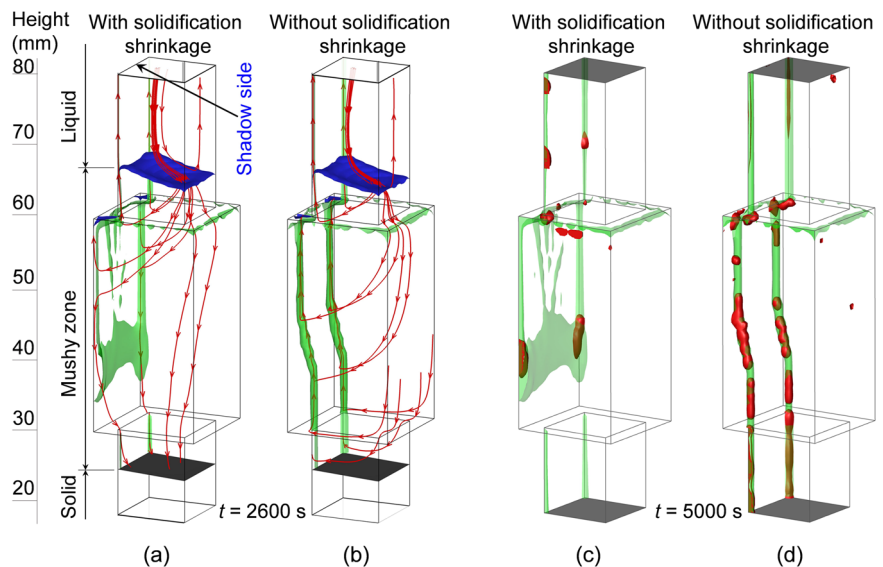 Height
(mm)
With solidification
shrinkage
Without solidification
shrinkage
With solidification
shrinkage
Without solidification
shrinkage
80
70
60
50
40
30
20
Liquid
Mushy zone
Solid
Shadow side
t = 2600 s
t = 5000 s
(a)
(b)
(c)
(d)